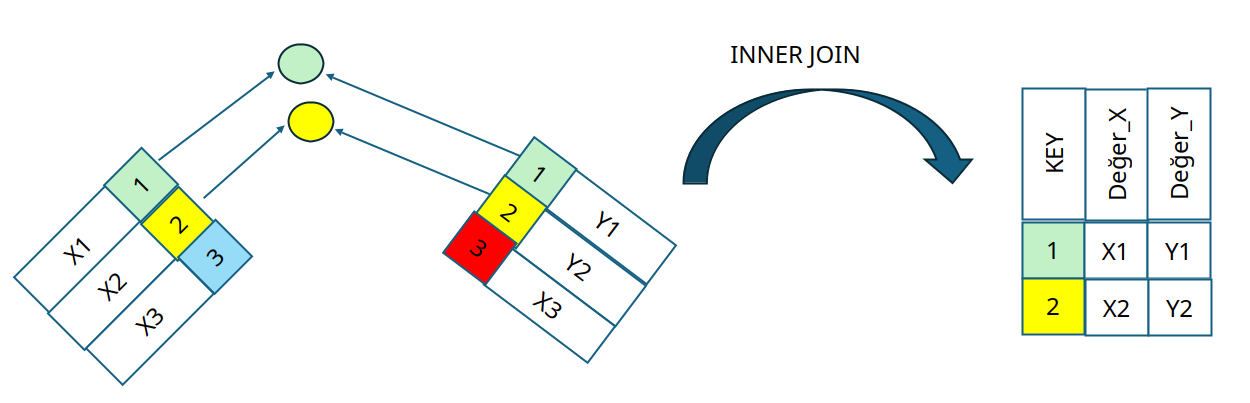 INNER JOIN
1
2
3
X1
X2
X3
1
2
3
Y1
Y2
X3
KEY Değer_X Değer_Y
1 X1 Y1
2 X2 Y2